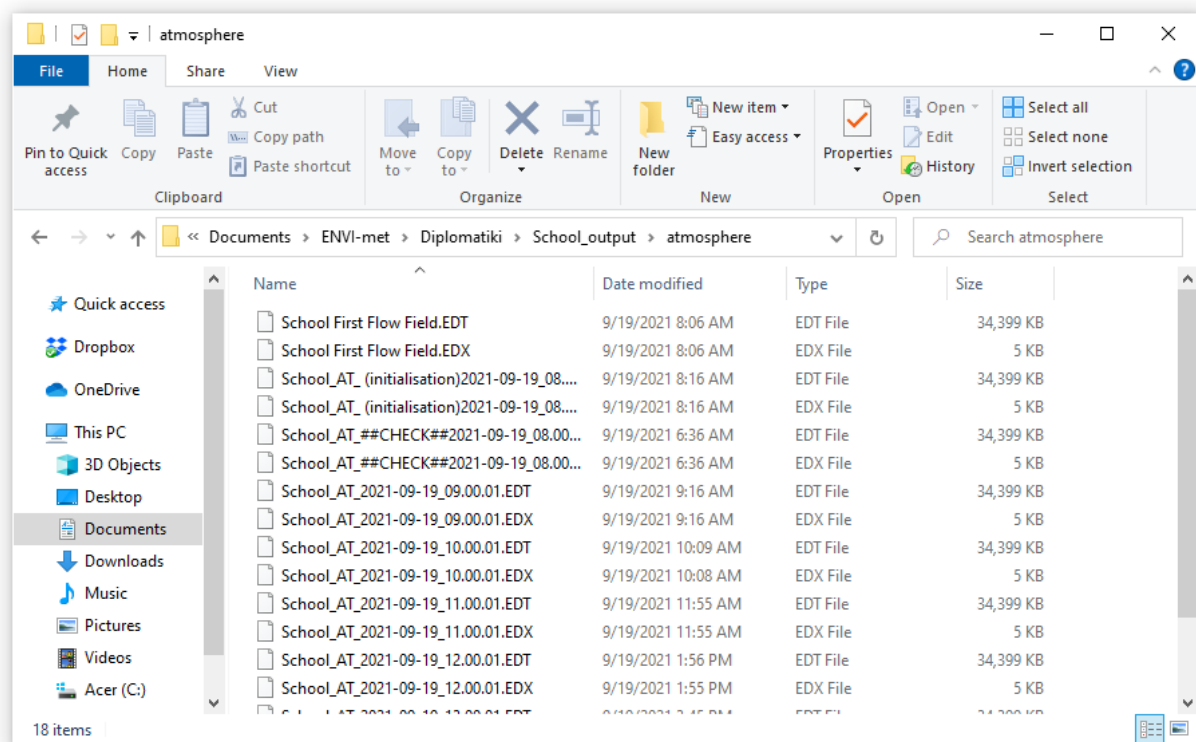 atmosphere
File Home Share View
Pin to Quick access
Copy
Paste
Cut
Copy path
Paste shortcut
Clipboard
Move to
Copy to
Delete
Rename
Organize
New folder
New item
Easy access
New
Properties
Open
Edit
History
Open
Select all
Select none
Invert selection
Select
« Documents › ENVI-met › Diplomatiki › School_output › atmosphere
Search atmosphere
Quick access
Dropbox
OneDrive
This PC
3D Objects
Desktop
Documents
Downloads
Music
Pictures
Videos
Acer (C:)
Name Date modified Type Size
School First Flow Field.EDT 9/19/2021 8:06 AM EDT File 34,399 KB
School First Flow Field.EDX 9/19/2021 8:06 AM EDX File 5 KB
School_AT_ (initialisation)2021-09-19_08.... 9/19/2021 8:16 AM EDT File 34,399 KB
School_AT_ (initialisation)2021-09-19_08.... 9/19/2021 8:16 AM EDX File 5 KB
School_AT_##CHECK##2021-09-19_08.00... 9/19/2021 6:36 AM EDT File 34,399 KB
School_AT_##CHECK##2021-09-19_08.00... 9/19/2021 6:36 AM EDX File 5 KB
School_AT_2021-09-19_09.00.01.EDT 9/19/2021 9:16 AM EDT File 34,399 KB
School_AT_2021-09-19_09.00.01.EDX 9/19/2021 9:16 AM EDX File 5 KB
School_AT_2021-09-19_10.00.01.EDT 9/19/2021 10:09 AM EDT File 34,399 KB
School_AT_2021-09-19_10.00.01.EDX 9/19/2021 10:08 AM EDX File 5 KB
School_AT_2021-09-19_11.00.01.EDT 9/19/2021 11:55 AM EDT File 34,399 KB
School_AT_2021-09-19_11.00.01.EDX 9/19/2021 11:55 AM EDX File 5 KB
School_AT_2021-09-19_12.00.01.EDT 9/19/2021 1:56 PM EDT File 34,399 KB
School_AT_2021-09-19_12.00.01.EDX 9/19/2021 1:55 PM EDX File 5 KB
18 items